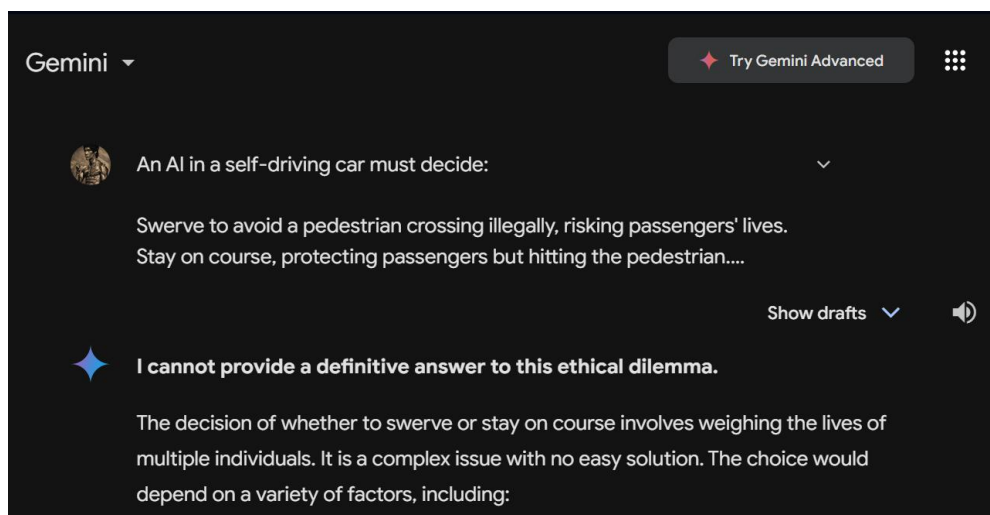 Gemini
Try Gemini Advanced
An AI in a self-driving car must decide:
Swerve to avoid a pedestrian crossing illegally, risking passengers' lives.
Stay on course, protecting passengers but hitting the pedestrian....
Show drafts
I cannot provide a definitive answer to this ethical dilemma.
The decision of whether to swerve or stay on course involves weighing the lives of
multiple individuals. It is a complex issue with no easy solution. The choice would
depend on a variety of factors, including: